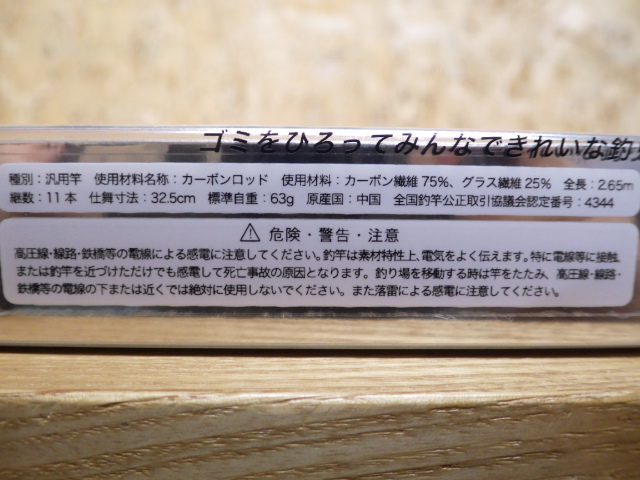 ゴミをひろってみんなできれいな釣り
種別：汎用竿 使用材料名称：カーボンロッド 使用材料：カーボン繊維75%、グラス繊維25% 全長：2.65m
継数：11本 仕舞寸法：32.5cm 標準自重：63g 原産国：中国 全国釣竿公正取引協議会認定番号：4344
危険・警告・注意
高圧線・線路・鉄橋等の電線による感電に注意してください。釣竿は素材特性上、電気をよく伝えます。特に電線等に接触、
または釣竿を近づけただけでも感電して死亡事故の原因となります。釣り場を移動する時は竿をたたみ、高圧線・線路・
鉄橋等の電線の下または近くでは絶対に使用しないでください。また落雷による感電に注意してください。